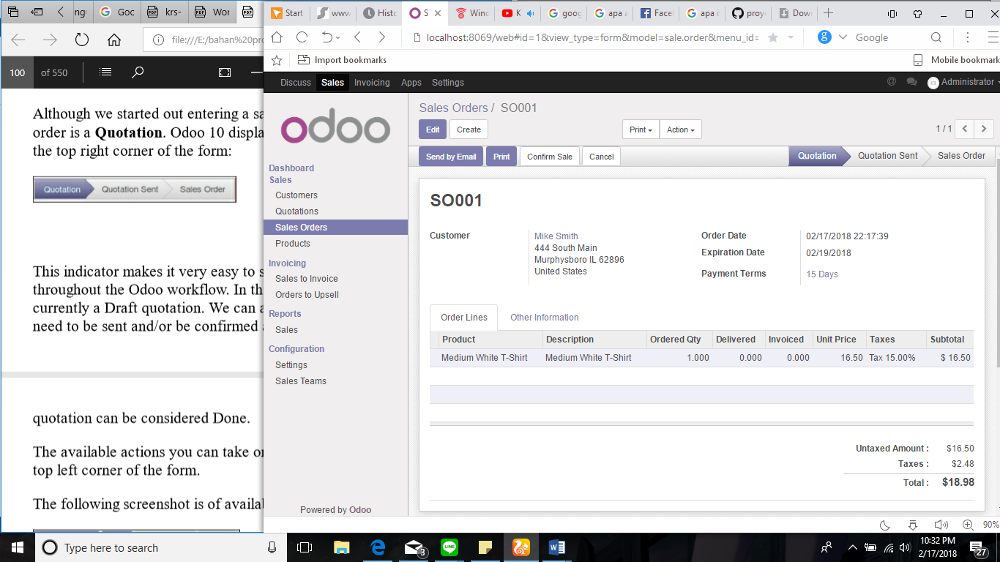 ng
Goc
krs-
Wor
file:///E:/bahan%20pro
100
of 550
Although we started out entering a sa
order is a Quotation. Odoo 10 displa
the top right corner of the form:
Quotation
Quotation Sent
Sales Order
This indicator makes it very easy to s
throughout the Odoo workflow. In th
currently a Draft quotation. We can a
need to be sent and/or be confirmed
quotation can be considered Done.
The available actions you can take or
top left corner of the form.
The following screenshot is of availal
Start
www
Histo
S
Winc
K
goog
apa a
Facel
apa i
proy
Dow
localhost:8069/web#id=1&view_type=form&model=sale.order&menu_id=
Google
Import bookmarks
Mobile bookmark
Discuss Sales Invoicing Apps Settings
@
Administrator
odoo
Dashboard
Sales
Customers
Quotations
Sales Orders
Products
Invoicing
Sales to Invoice
Orders to Upsell
Reports
Sales
Configuration
Settings
Sales Teams
Powered by Odoo
Sales Orders / SO001
Edit
Create
Print
Action
1 / 1
Send by Email
Print
Confirm Sale
Cancel
Quotation
Quotation Sent
Sales Order
SO001
Customer
Mike Smith
444 South Main
Murphysboro IL 62896
United States
Order Date 02/17/2018 22:17:39
Expiration Date 02/19/2018
Payment Terms 15 Days
Order Lines
Other Information
Product Description Ordered Qty Delivered Invoiced Unit Price Taxes Subtotal
Medium White T-Shirt Medium White T-Shirt 1.000 0.000 0.000 16.50 Tax 15.00% $ 16.50
Untaxed Amount : $16.50
Taxes : $2.48
Total : $18.98
90%
Type here to search
3
LINE
10:32 PM
2/17/2018
27